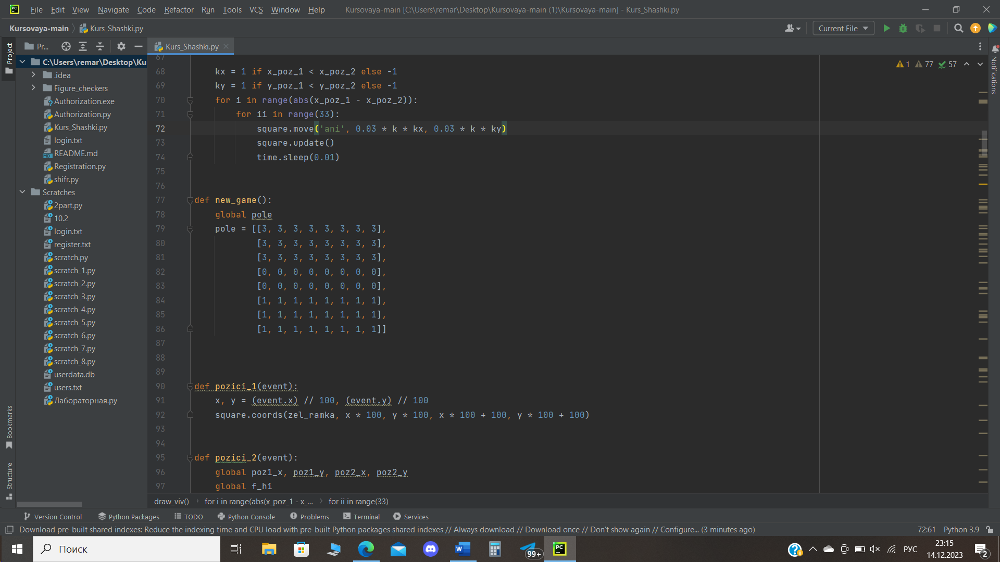 File Edit View Navigate Code Refactor Run Tools VCS Window Help Kursovaya-main [C:\Users\remar\Desktop\Kursovaya-main (1)\Kursovaya-main] - Kurs_Shashki.py
Kursovaya-main Kurs_Shashki.py Current File
Pr... Kurs_Shashki.py
Project
C:\Users\remar\Desktop\Ku
.idea
Figure_checkers
Authorization.exe
Authorization.py
Kurs_Shashki.py
login.txt
README.md
Registration.py
shifr.py
Scratches
2part.py
10.2
login.txt
register.txt
scratch.py
scratch_1.py
scratch_2.py
scratch_3.py
scratch_4.py
scratch_5.py
scratch_6.py
scratch_7.py
scratch_8.py
userdata.db
users.txt
Лабораторная.py
Bookmarks
Structure
1 77 57
Notifications
67
68 kx = 1 if x_poz_1 < x_poz_2 else -1
69 ky = 1 if y_poz_1 < y_poz_2 else -1
70 for i in range(abs(x_poz_1 - x_poz_2)):
71 for ii in range(33):
72 square.move('ani', 0.03 * k * kx, 0.03 * k * ky)
73 square.update()
74 time.sleep(0.01)
75
76
77 def new_game():
78 global pole
79 pole = [[3, 3, 3, 3, 3, 3, 3, 3],
80 [3, 3, 3, 3, 3, 3, 3, 3],
81 [3, 3, 3, 3, 3, 3, 3, 3],
82 [0, 0, 0, 0, 0, 0, 0, 0],
83 [0, 0, 0, 0, 0, 0, 0, 0],
84 [1, 1, 1, 1, 1, 1, 1, 1],
85 [1, 1, 1, 1, 1, 1, 1, 1],
86 [1, 1, 1, 1, 1, 1, 1, 1]]
87
88
89
90 def pozici_1(event):
91 x, y = (event.x) // 100, (event.y) // 100
92 square.coords(zel_ramka, x * 100, y * 100, x * 100 + 100, y * 100 + 100)
93
94
95 def pozici_2(event):
96 global poz1_x, poz1_y, poz2_x, poz2_y
97 global f_hi
draw_viv() for i in range(abs(x_poz_1 - x_... for ii in range(33)
Version Control Python Packages TODO Python Console Problems Terminal Services
Download pre-built shared indexes: Reduce the indexing time and CPU load with pre-built Python packages shared indexes // Always download // Download once // Don't show again // Configure... (3 minutes ago) 72:61 Python 3.9
Поиск 99+ РУС 23:15
14.12.2023 2